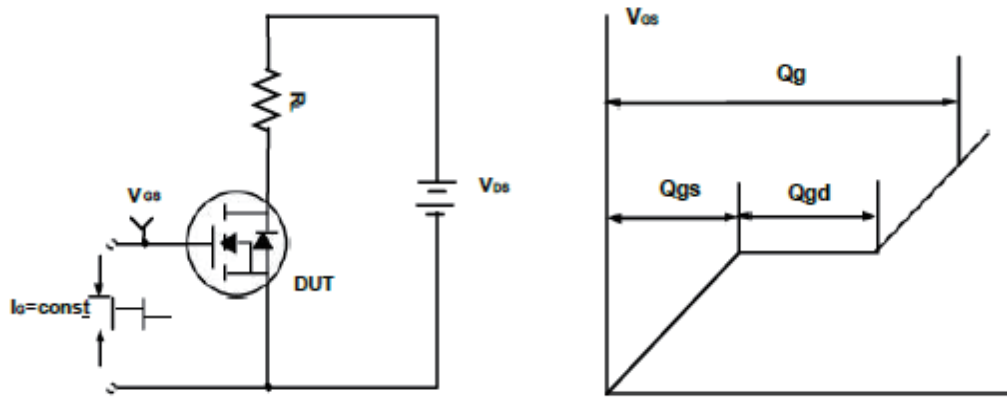 VGS
Qg
RL
VGS
VDS
Qgs
Qgd
DUT
IG=const